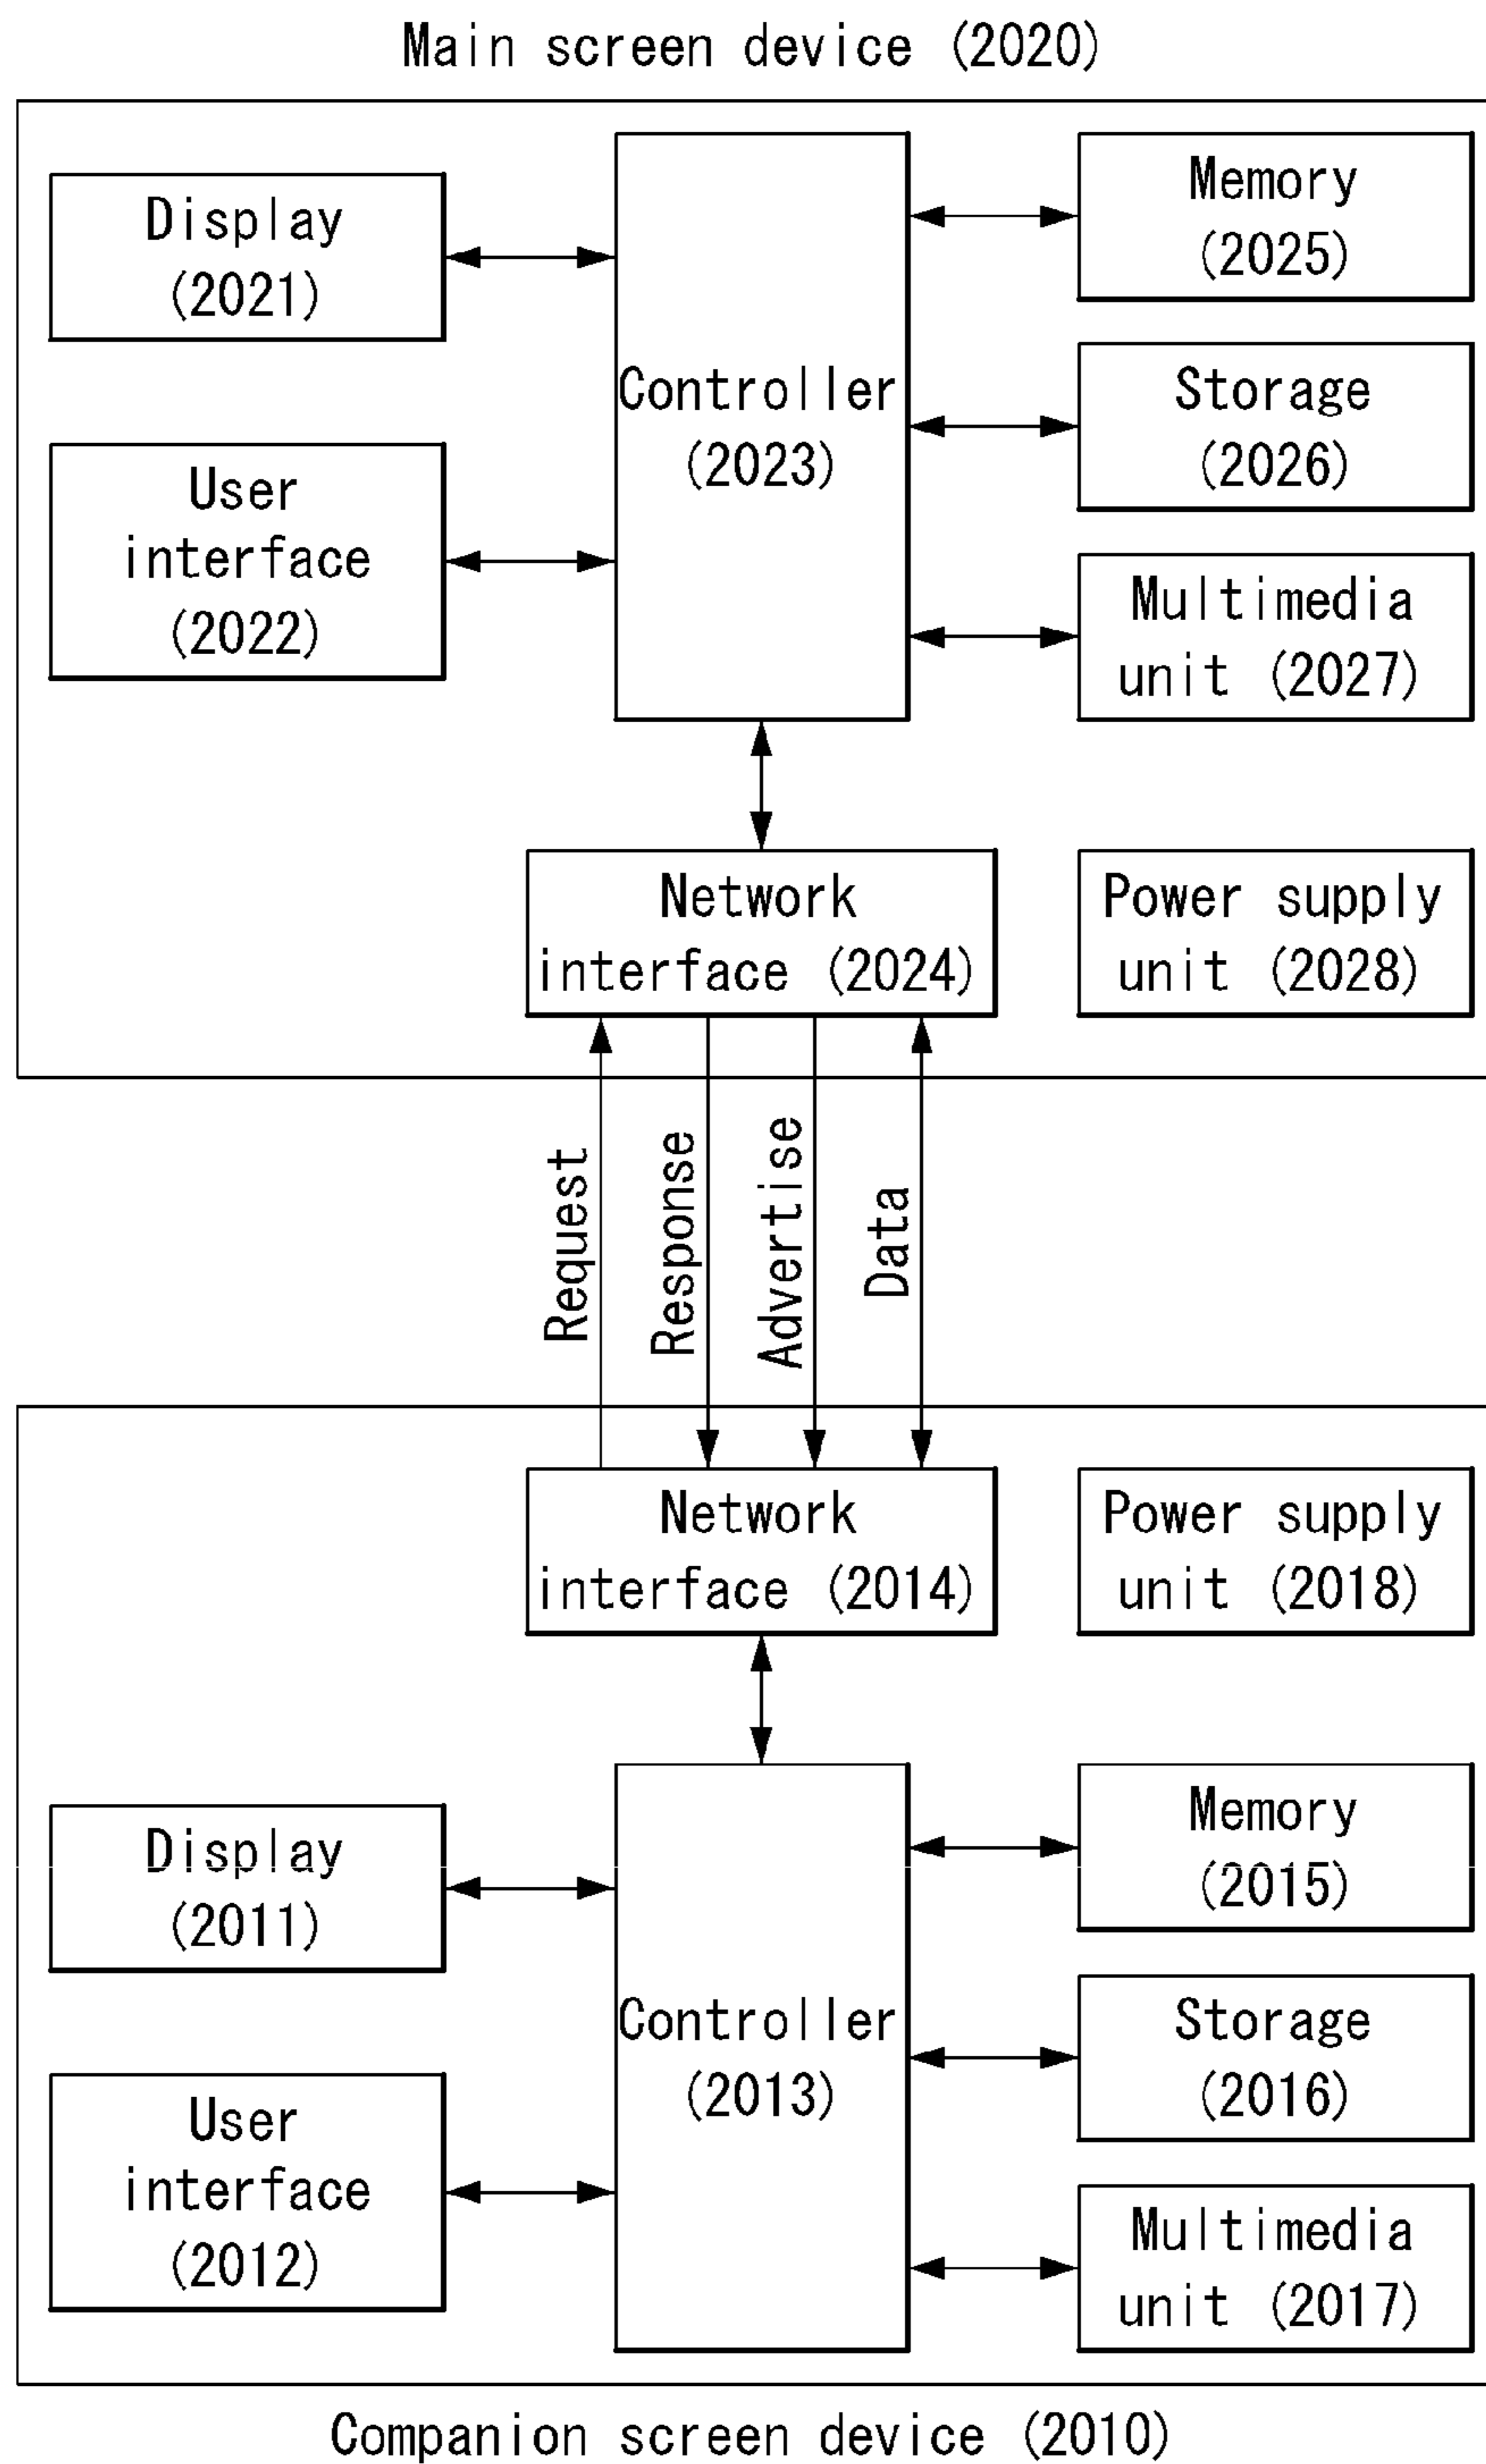 Main screen device (2020)
Display
(2021)
User
interface
(2022)
Controller
(2023)
Memory
(2025)
Storage
(2026)
Multimedia
unit (2027)
Network
interface (2024)
Power supply
unit (2028)
Request
Response
Advertise
Data
Network
interface (2014)
Power supply
unit (2018)
Display
(2011)
User
interface
(2012)
Controller
(2013)
Memory
(2015)
Storage
(2016)
Multimedia
unit (2017)
Companion screen device (2010)